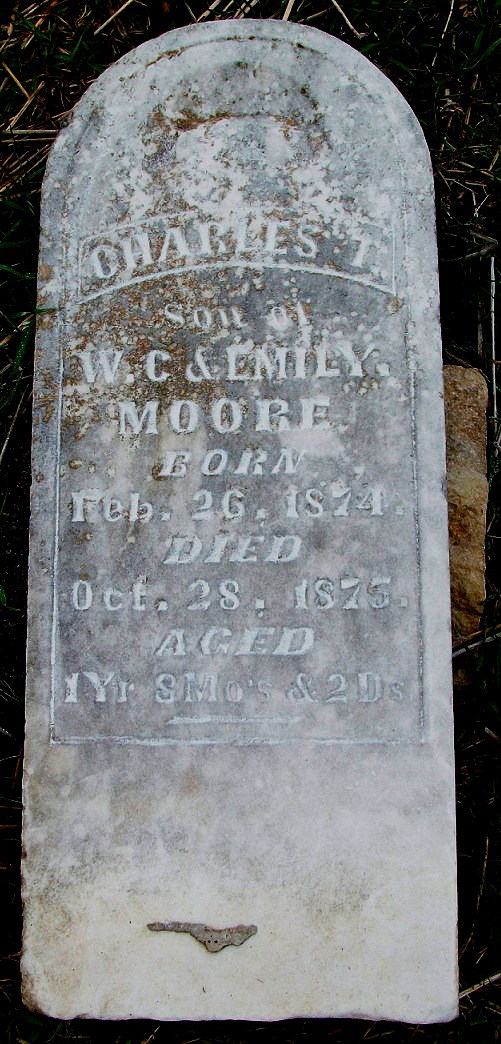 CHARLES T.
Son of
W. C & EMILY.
MOORE.
BORN
Feb. 26, 1874.
DIED
Oct. 28. 1875.
AGED
1Yr 8Mo's & 2Ds